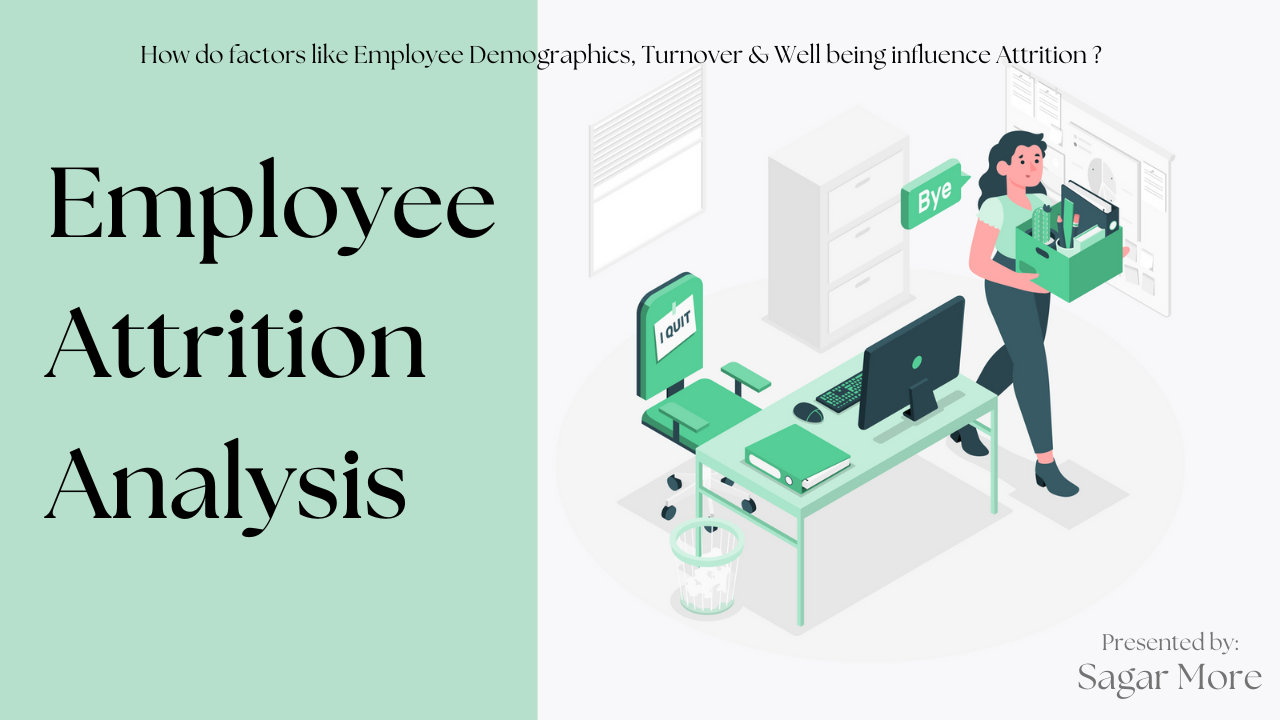 How do factors like Employee Demographics, Turnover & Well being influence Attrition ?
Employee
Attrition
Analysis
Bye
I QUIT
Presented by:
Sagar More